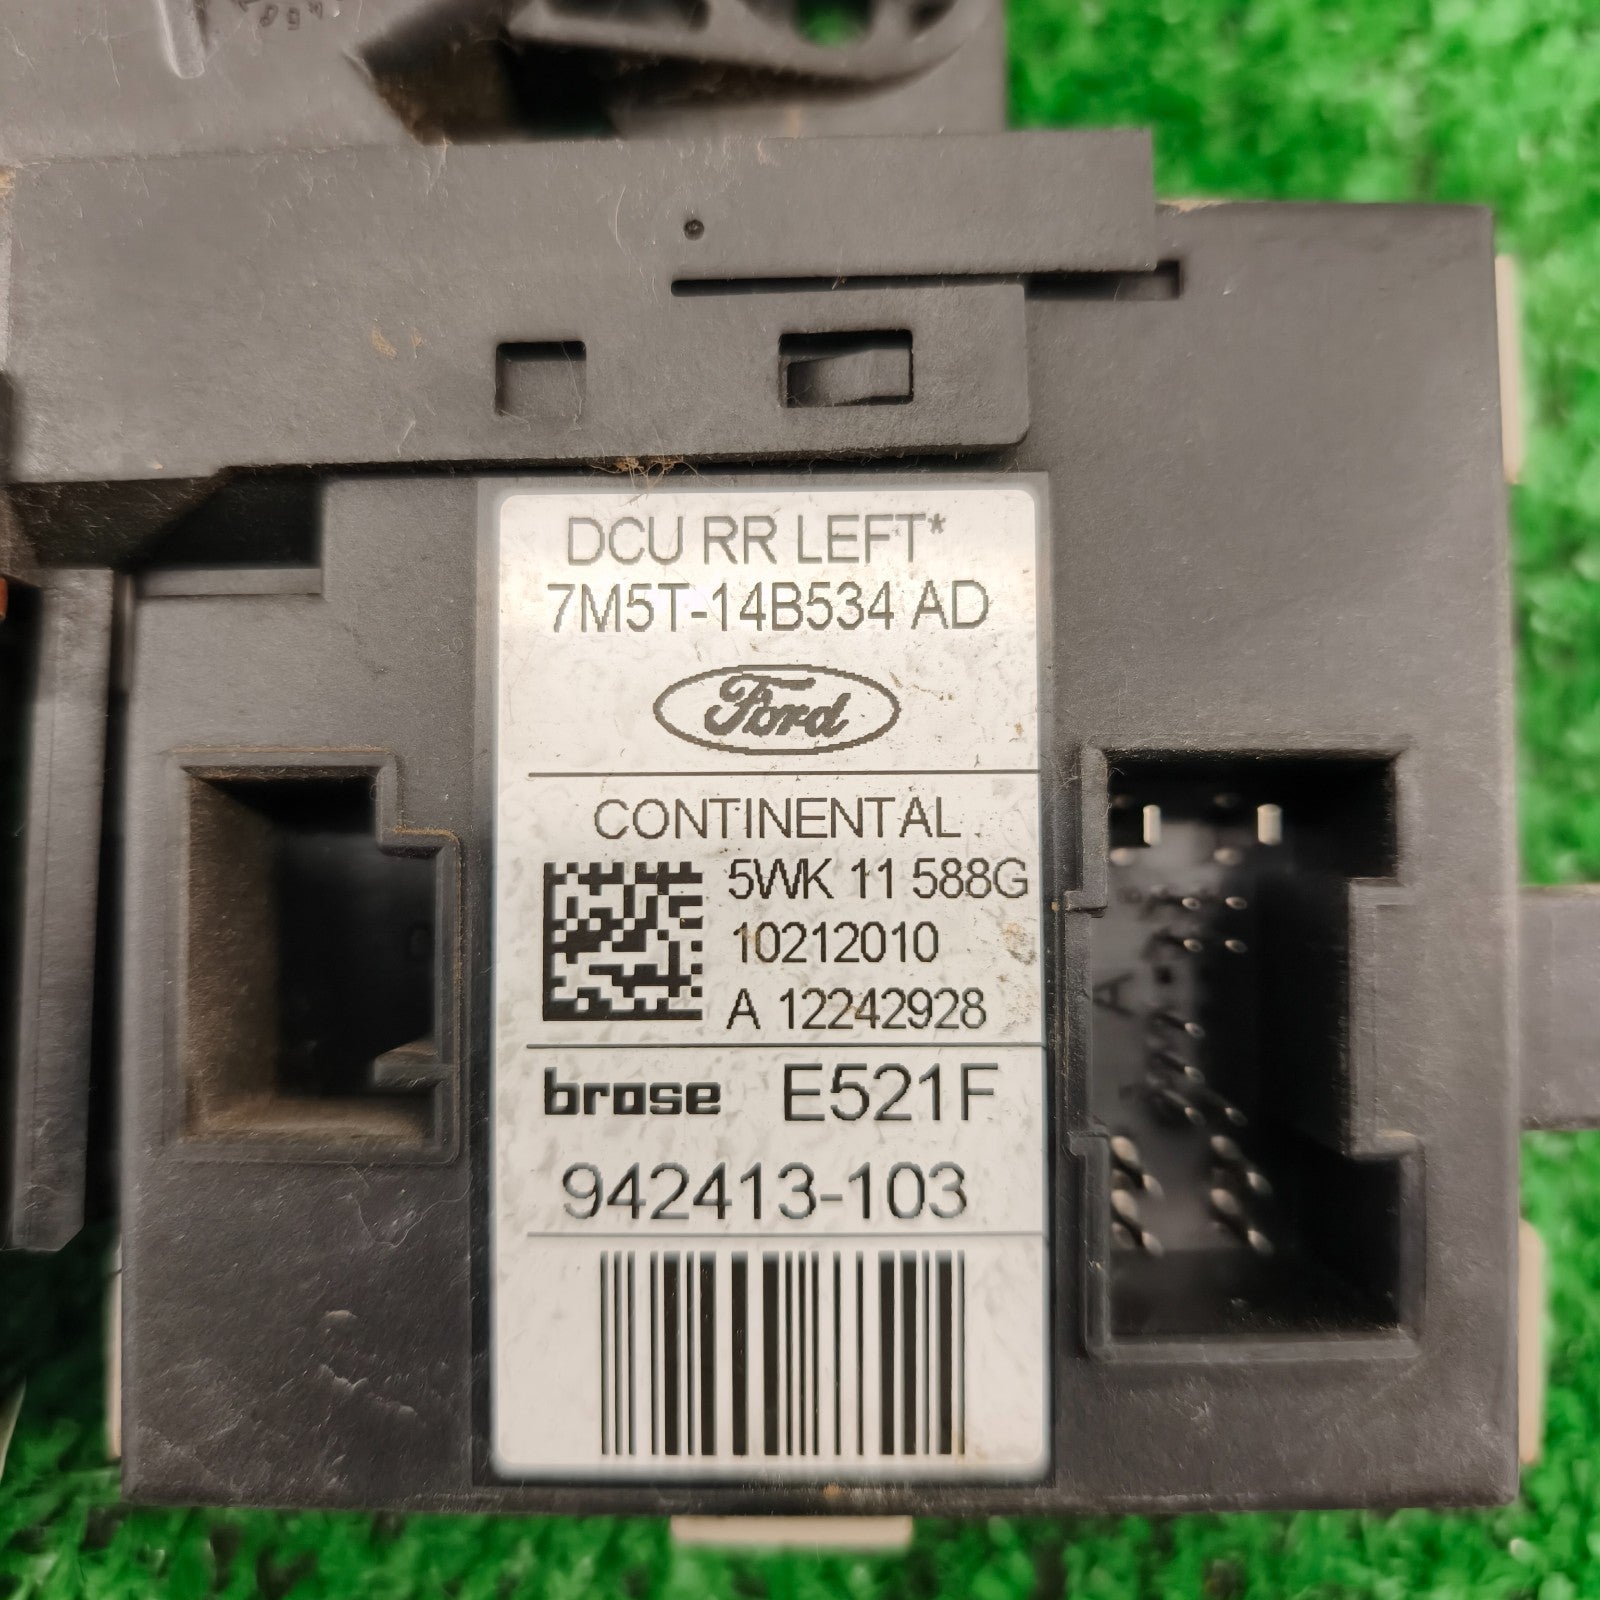 DCU RR LEFT*
7M5T-14B534 AD
Ford
CONTINENTAL
5WK 11 588G
10212010
A 12242928
brose E521F
942413-103
A